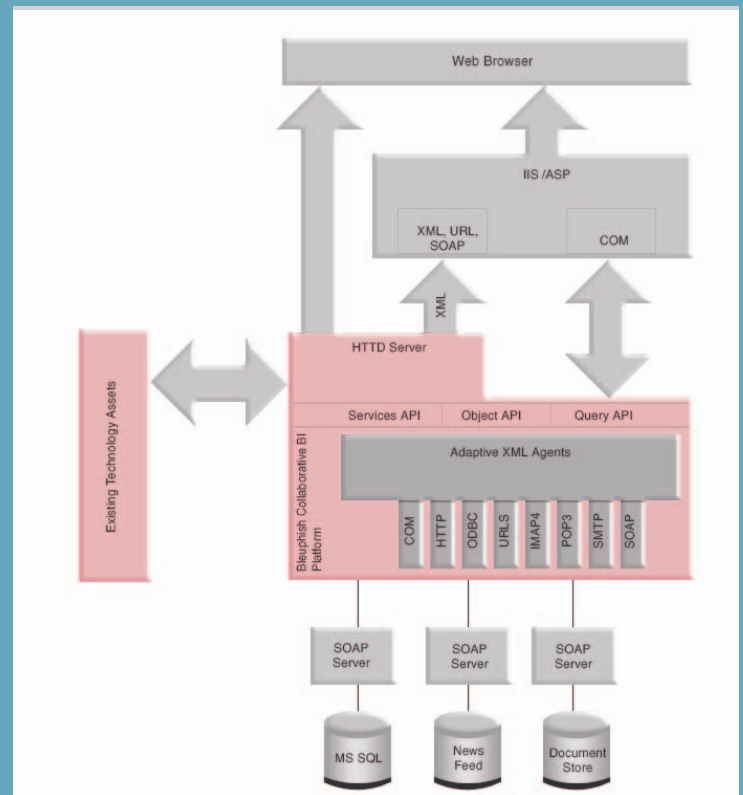 Web Browser
IIS /ASP
XML, URL,
SOAP
COM
XML
HTTD Server
Existing Technology Assets
Services API
Object API
Query API
Bleuphish Collaborative BI
Platform
Adaptive XML Agents
COM
HTTP
ODBC
URLS
IMAP4
POP3
SMTP
SOAP
SOAP
Server
SOAP
Server
SOAP
Server
MS SQL
News
Feed
Document
Store